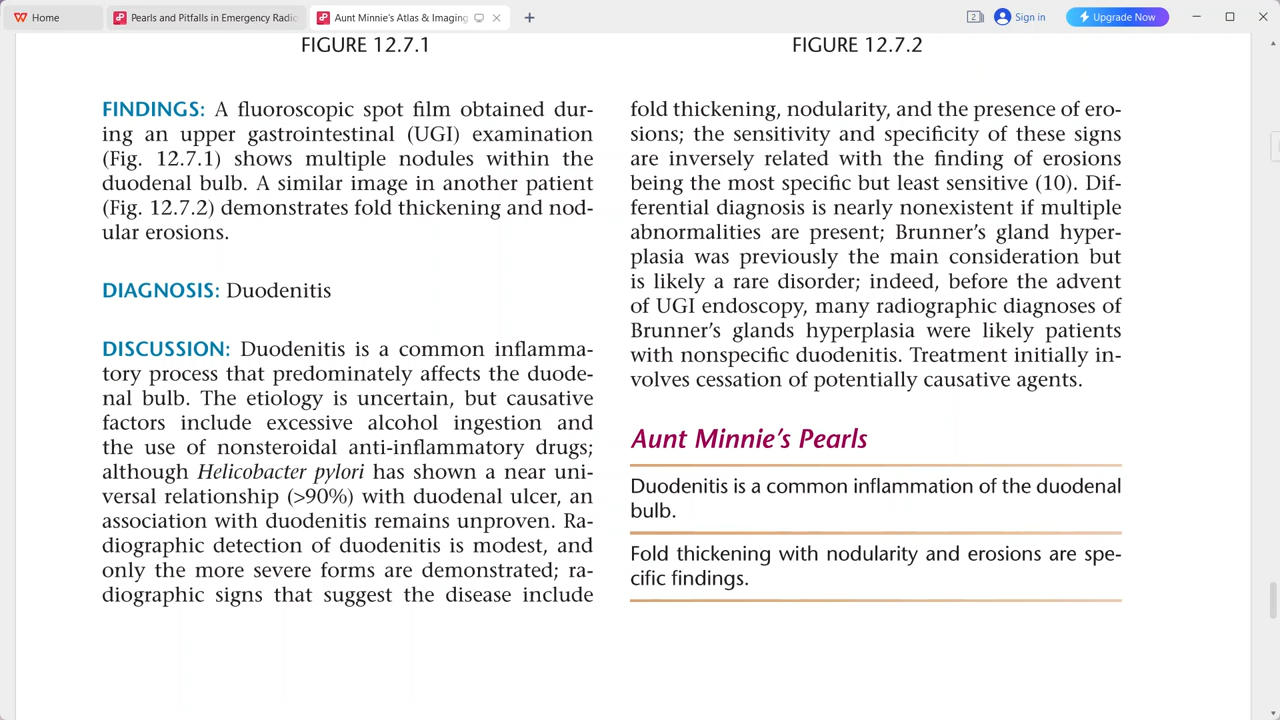 Home
Pearls and Pitfalls in Emergency Radio
Aunt Minnie's Atlas & Imaging
2
Sign in
Upgrade Now
FIGURE 12.7.1
FIGURE 12.7.2
FINDINGS: A fluoroscopic spot film obtained dur-
ing an upper gastrointestinal (UGI) examination
(Fig. 12.7.1) shows multiple nodules within the
duodenal bulb. A similar image in another patient
(Fig. 12.7.2) demonstrates fold thickening and nod-
ular erosions.
DIAGNOSIS: Duodenitis
DISCUSSION: Duodenitis is a common inflamma-
tory process that predominately affects the duode-
nal bulb. The etiology is uncertain, but causative
factors include excessive alcohol ingestion and
the use of nonsteroidal anti-inflammatory drugs;
although Helicobacter pylori has shown a near uni-
versal relationship (>90%) with duodenal ulcer, an
association with duodenitis remains unproven. Ra-
diographic detection of duodenitis is modest, and
only the more severe forms are demonstrated; ra-
diographic signs that suggest the disease include
fold thickening, nodularity, and the presence of ero-
sions; the sensitivity and specificity of these signs
are inversely related with the finding of erosions
being the most specific but least sensitive (10). Dif-
ferential diagnosis is nearly nonexistent if multiple
abnormalities are present; Brunner's gland hyper-
plasia was previously the main consideration but
is likely a rare disorder; indeed, before the advent
of UGI endoscopy, many radiographic diagnoses of
Brunner's glands hyperplasia were likely patients
with nonspecific duodenitis. Treatment initially in-
volves cessation of potentially causative agents.
Aunt Minnie's Pearls
Duodenitis is a common inflammation of the duodenal
bulb.
Fold thickening with nodularity and erosions are spe-
cific findings.